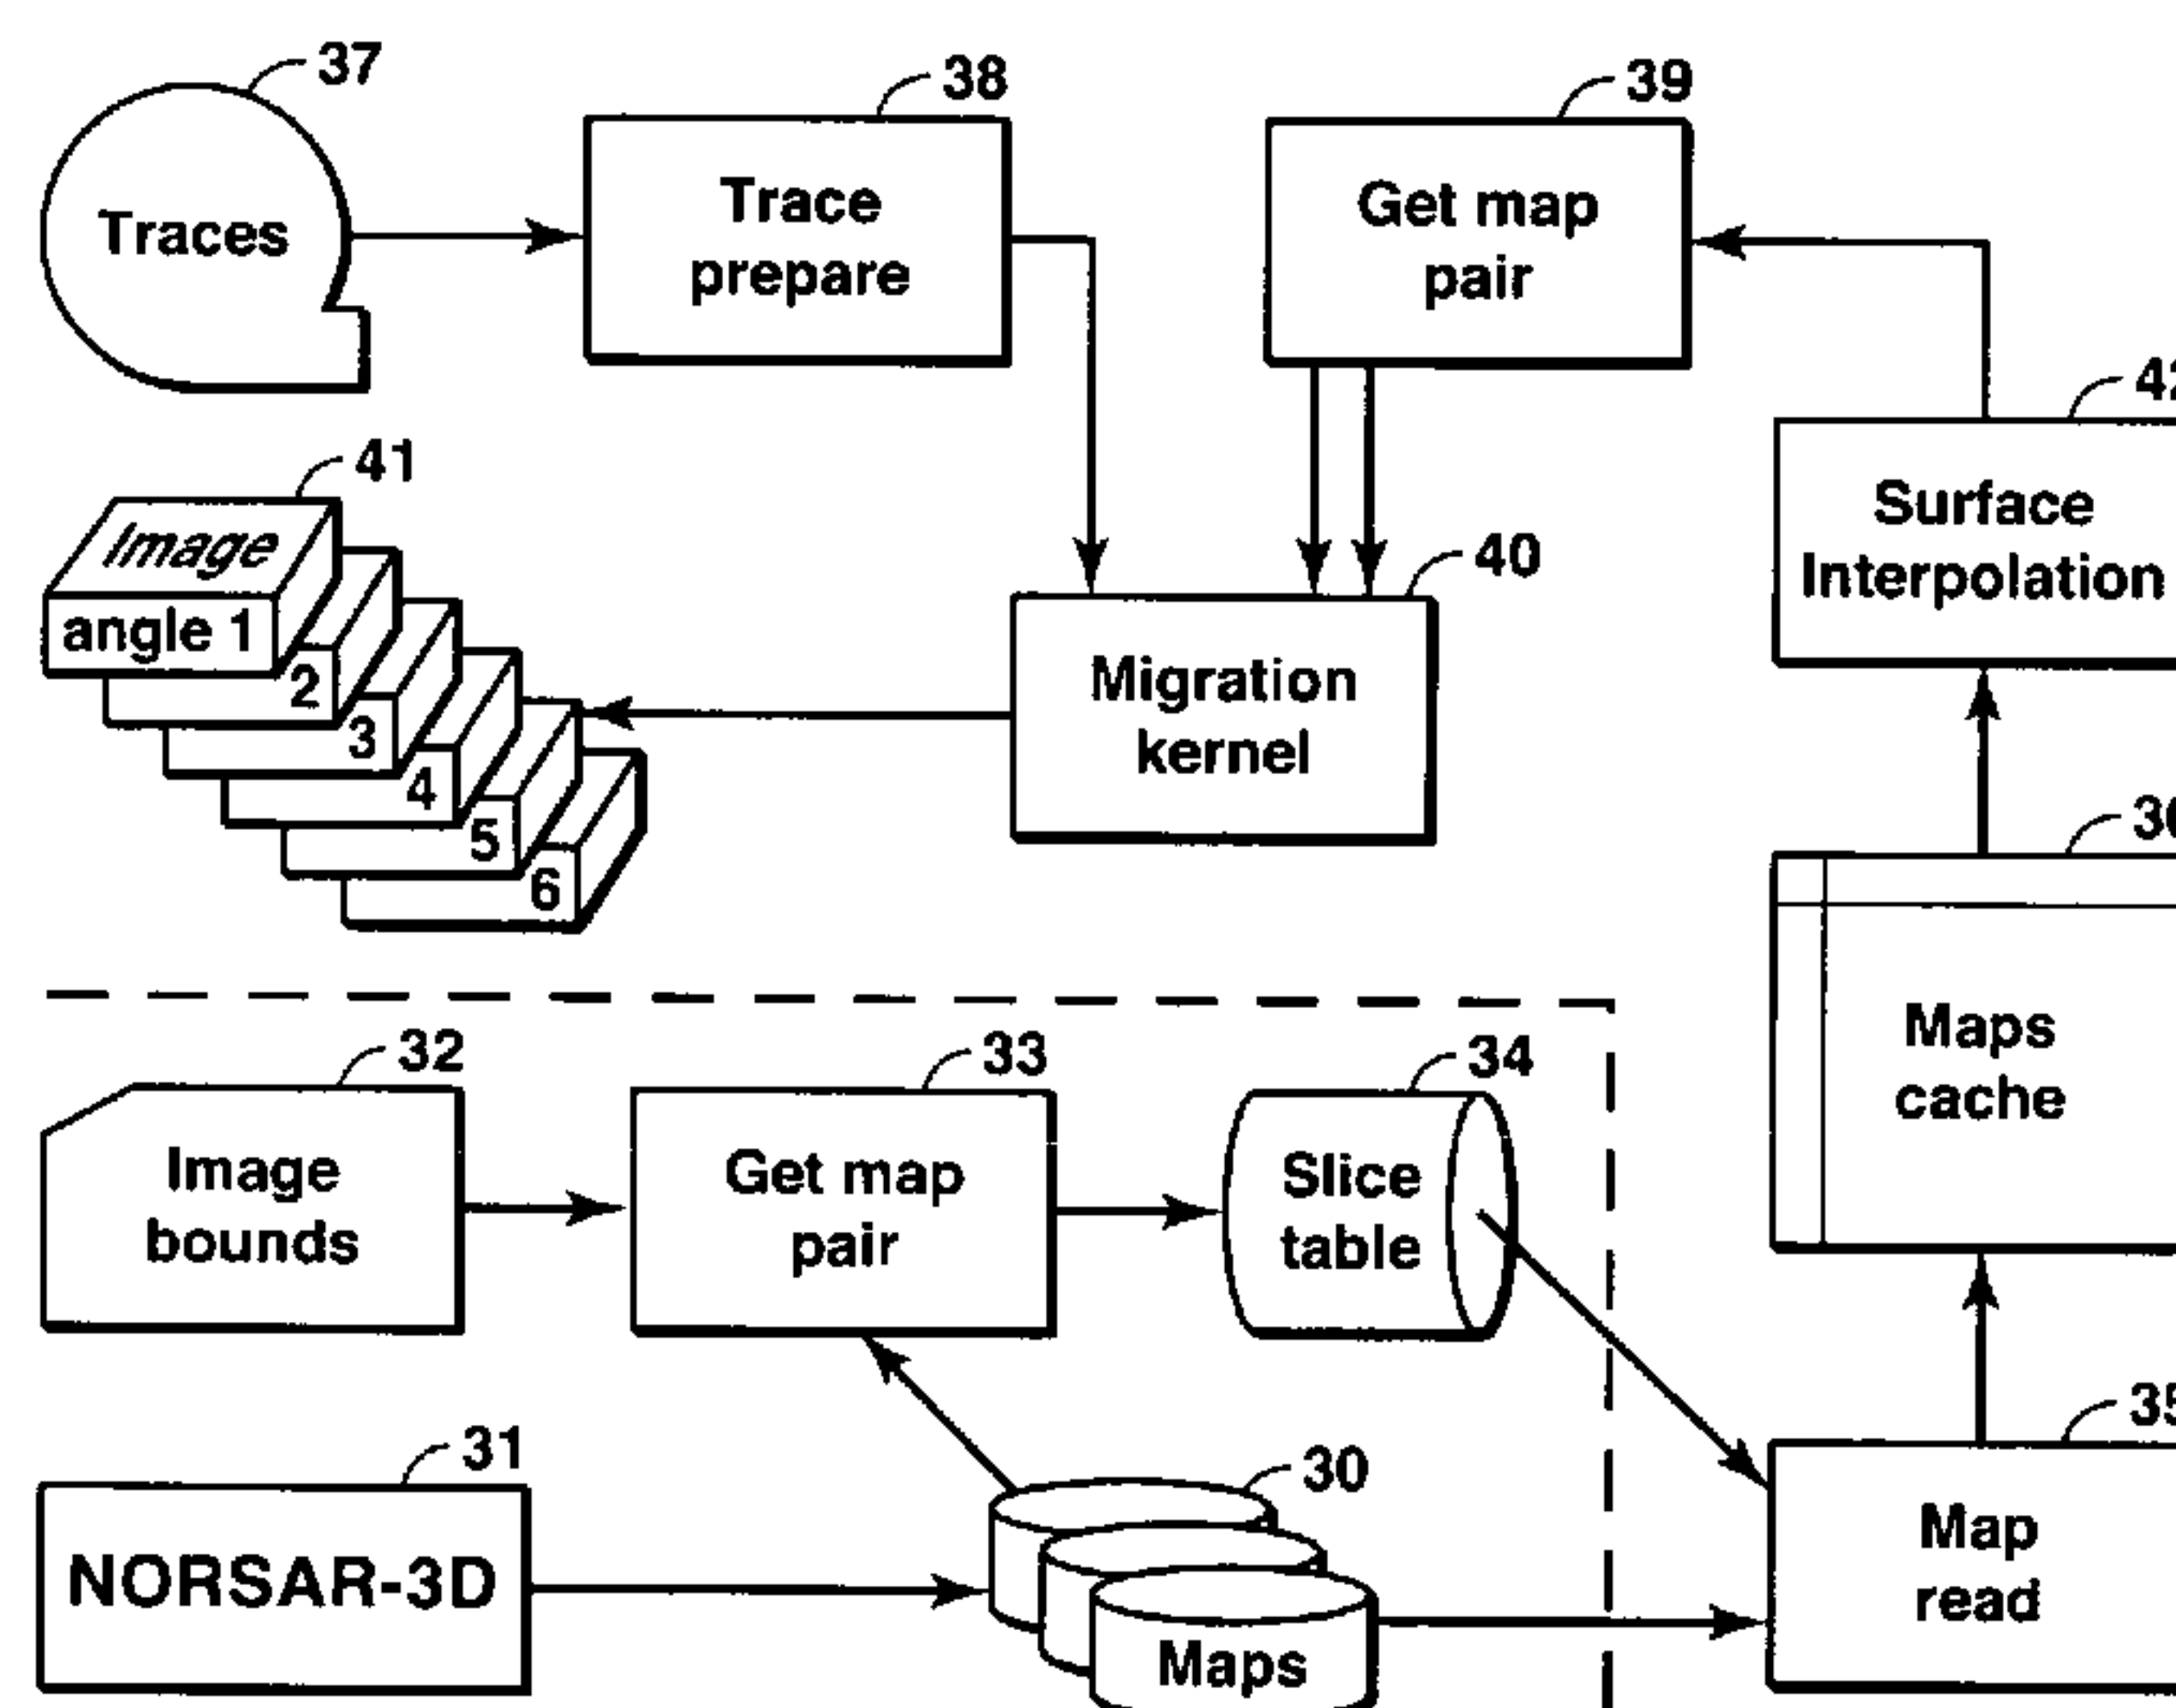 37
38
39
Traces
Trace
prepare
Get map
pair
41
42
Image
angle 1
2
3
4
5
6
40
Migration
kernel
Surface
Interpolation
32
33
34
Image
bounds
Get map
pair
Slice
table
Maps
cache
31
30
35
NORSAR-3D
Maps
Map
read